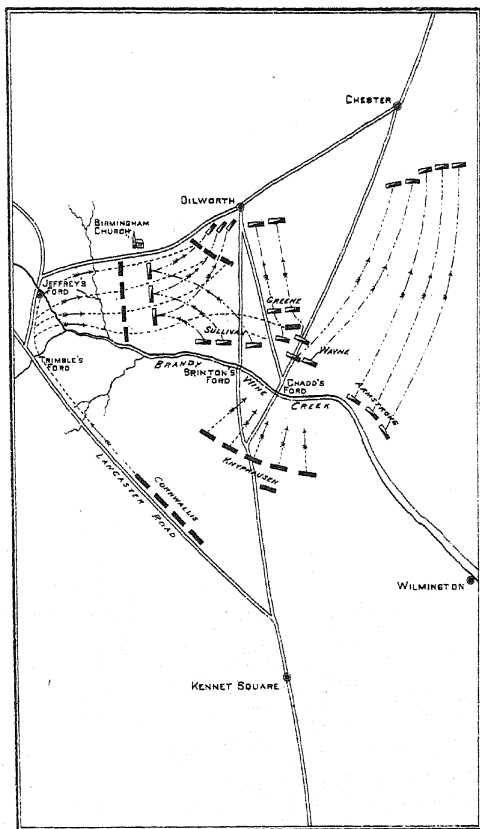 CHESTER
DILWORTH
BIRMINGHAM
CHURCH
JEFFREY'S
FORD
GREENE
SULLIVAN
WAYNE
TRIMBLE'S
FORD
BRANDY WINE CREEK
BRINTON'S
FORD
CHADD'S
FORD
ARMSTRONG
KNYPHAUSEN
CORNWALLIS
LANCASTER ROAD
WILMINGTON
KENNET SQUARE